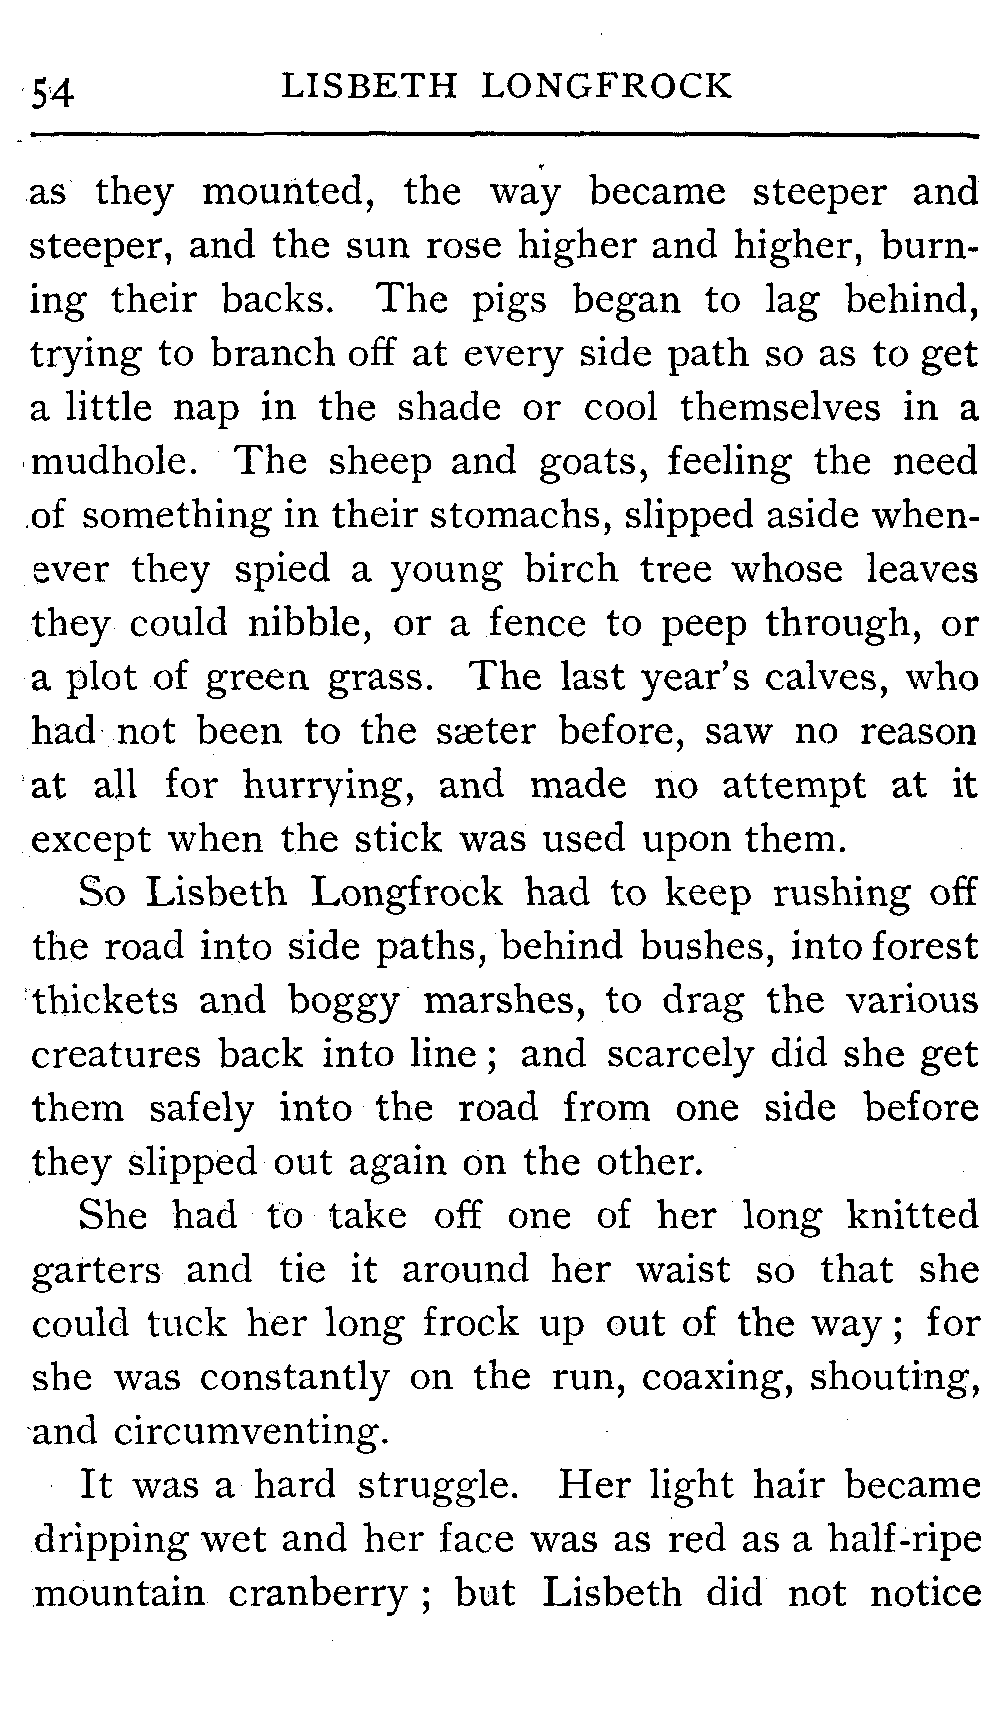 54 LISBETH LONGFROCK
as they mounted, the way became steeper and
steeper, and the sun rose higher and higher, burn-
ing their backs. The pigs began to lag behind,
trying to branch off at every side path so as to get
a little nap in the shade or cool themselves in a
mudhole. The sheep and goats, feeling the need
of something in their stomachs, slipped aside when-
ever they spied a young birch tree whose leaves
they could nibble, or a fence to peep through, or
a plot of green grass. The last year's calves, who
had not been to the sæter before, saw no reason
at all for hurrying, and made no attempt at it
except when the stick was used upon them.
So Lisbeth Longfrock had to keep rushing off
the road into side paths, behind bushes, into forest
thickets and boggy marshes, to drag the various
creatures back into line ; and scarcely did she get
them safely into the road from one side before
they slipped out again on the other.
She had to take off one of her long knitted
garters and tie it around her waist so that she
could tuck her long frock up out of the way ; for
she was constantly on the run, coaxing, shouting,
and circumventing.
It was a hard struggle. Her light hair became
dripping wet and her face was as red as a half-ripe
mountain cranberry ; but Lisbeth did not notice